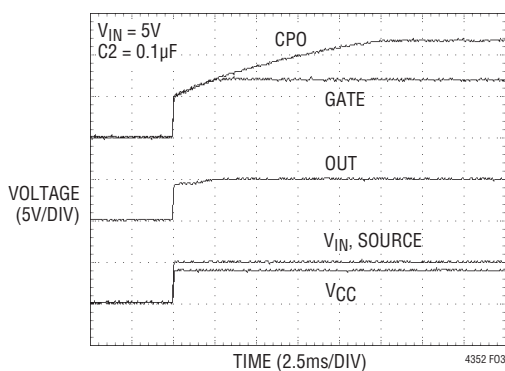 V_IN = 5V
C2 = 0.1μF
CPO
GATE
OUT
VOLTAGE
(5V/DIV)
V_IN, SOURCE
V_CC
TIME (2.5ms/DIV)
4352 F03